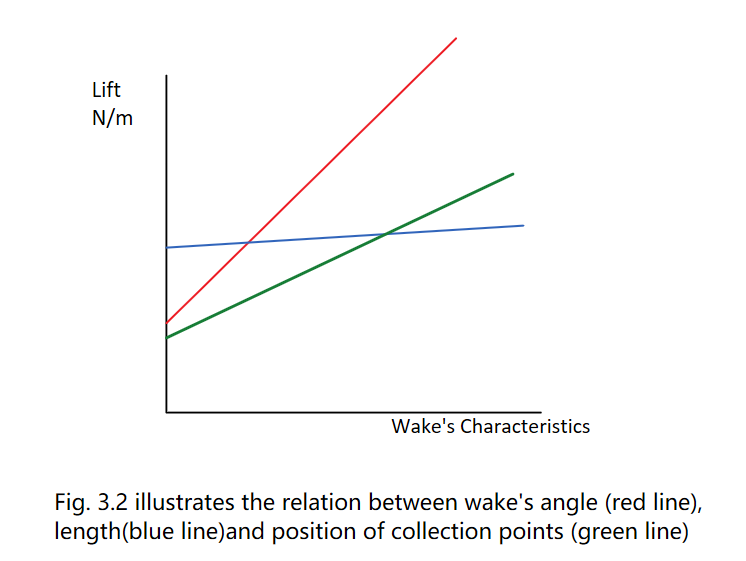 Lift
N/m
Wake's Characteristics
Fig. 3.2 illustrates the relation between wake's angle (red line),
length(blue line)and position of collection points (green line)